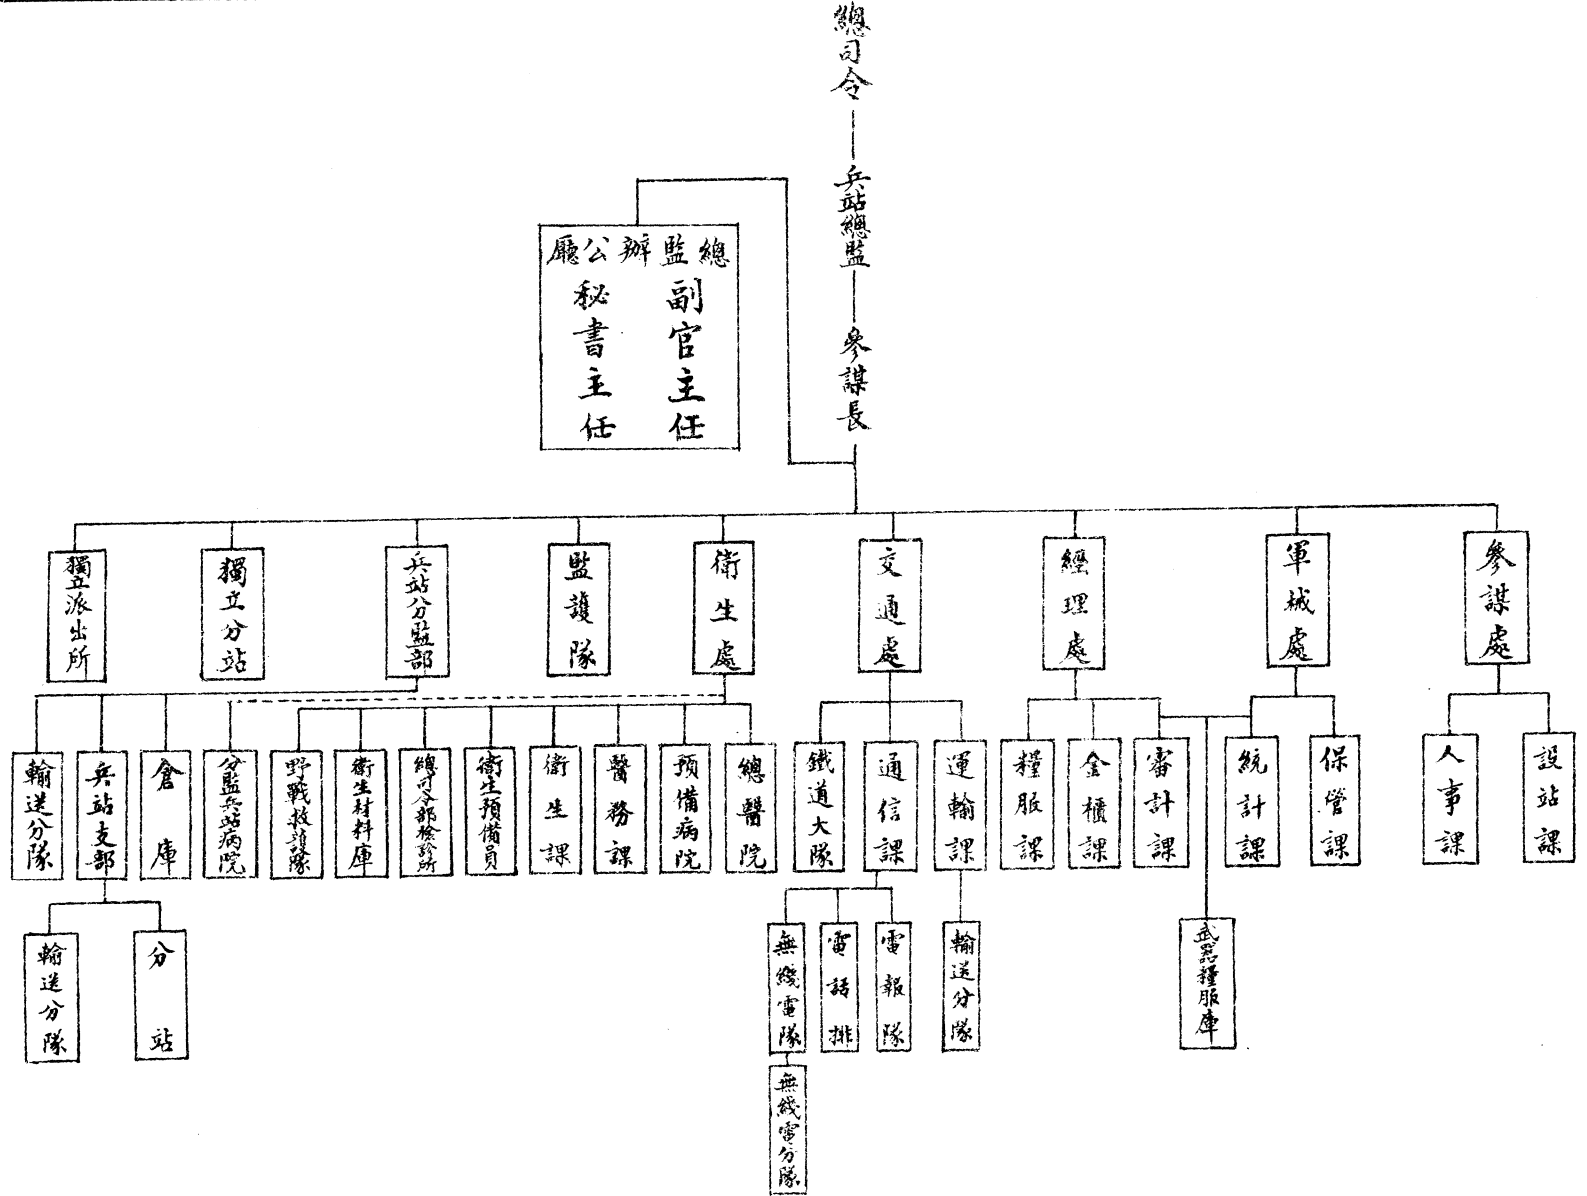 總司令
兵站總監
參謀長
總監辦公廳
副官主任
秘書主任
參謀處
軍械處
經理處
交通處
衛生處
監護隊
兵站分監部
獨立分站
獨立派出所
設站課
人事課
保管課
統計課
審計課
金櫃課
糧服課
運輸課
通信課
鐵道大隊
總醫院
預備病院
醫務課
衛生課
衛生預備員
總司令部檢診所
衛生材料庫
野戰救護隊
分監兵站病院
倉庫
兵站支部
輸送分隊
武器糧服庫
輸送分隊
電報隊
電話排
無綫電隊
分站
輸送分隊
無綫電分隊